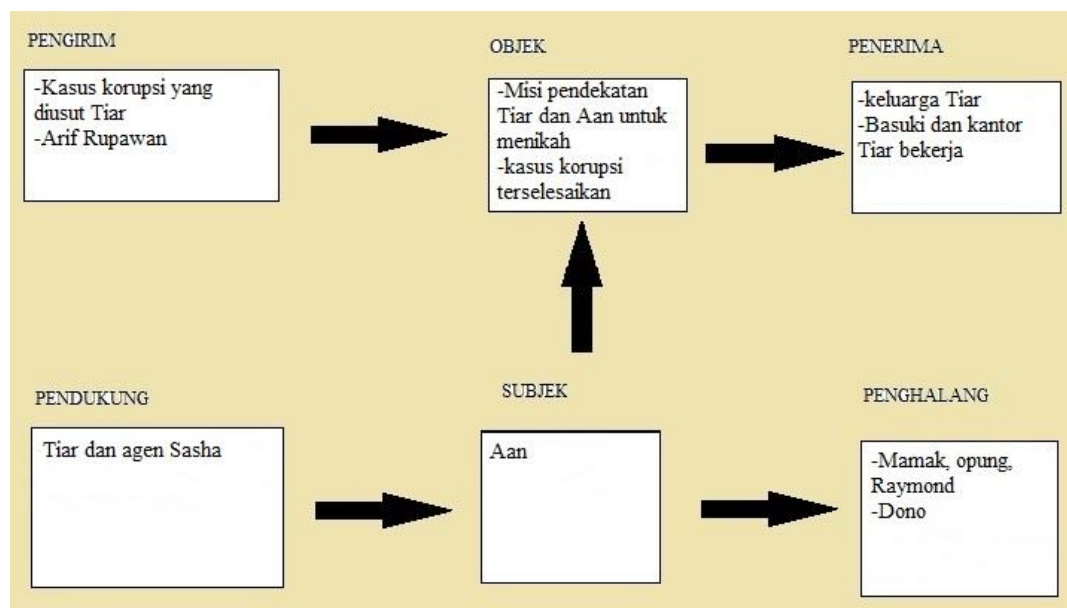 PENGIRIM
-Kasus korupsi yang
diusut Tiar
-Arif Rupawan
OBJEK
-Misi pendekatan
Tiar dan Aan untuk
menikah
-kasus korupsi
terselesaikan
PENERIMA
-keluarga Tiar
-Basuki dan kantor
Tiar bekerja
PENDUKUNG
Tiar dan agen Sasha
SUBJEK
Aan
PENGHALANG
-Mamak, opung,
Raymond
-Dono